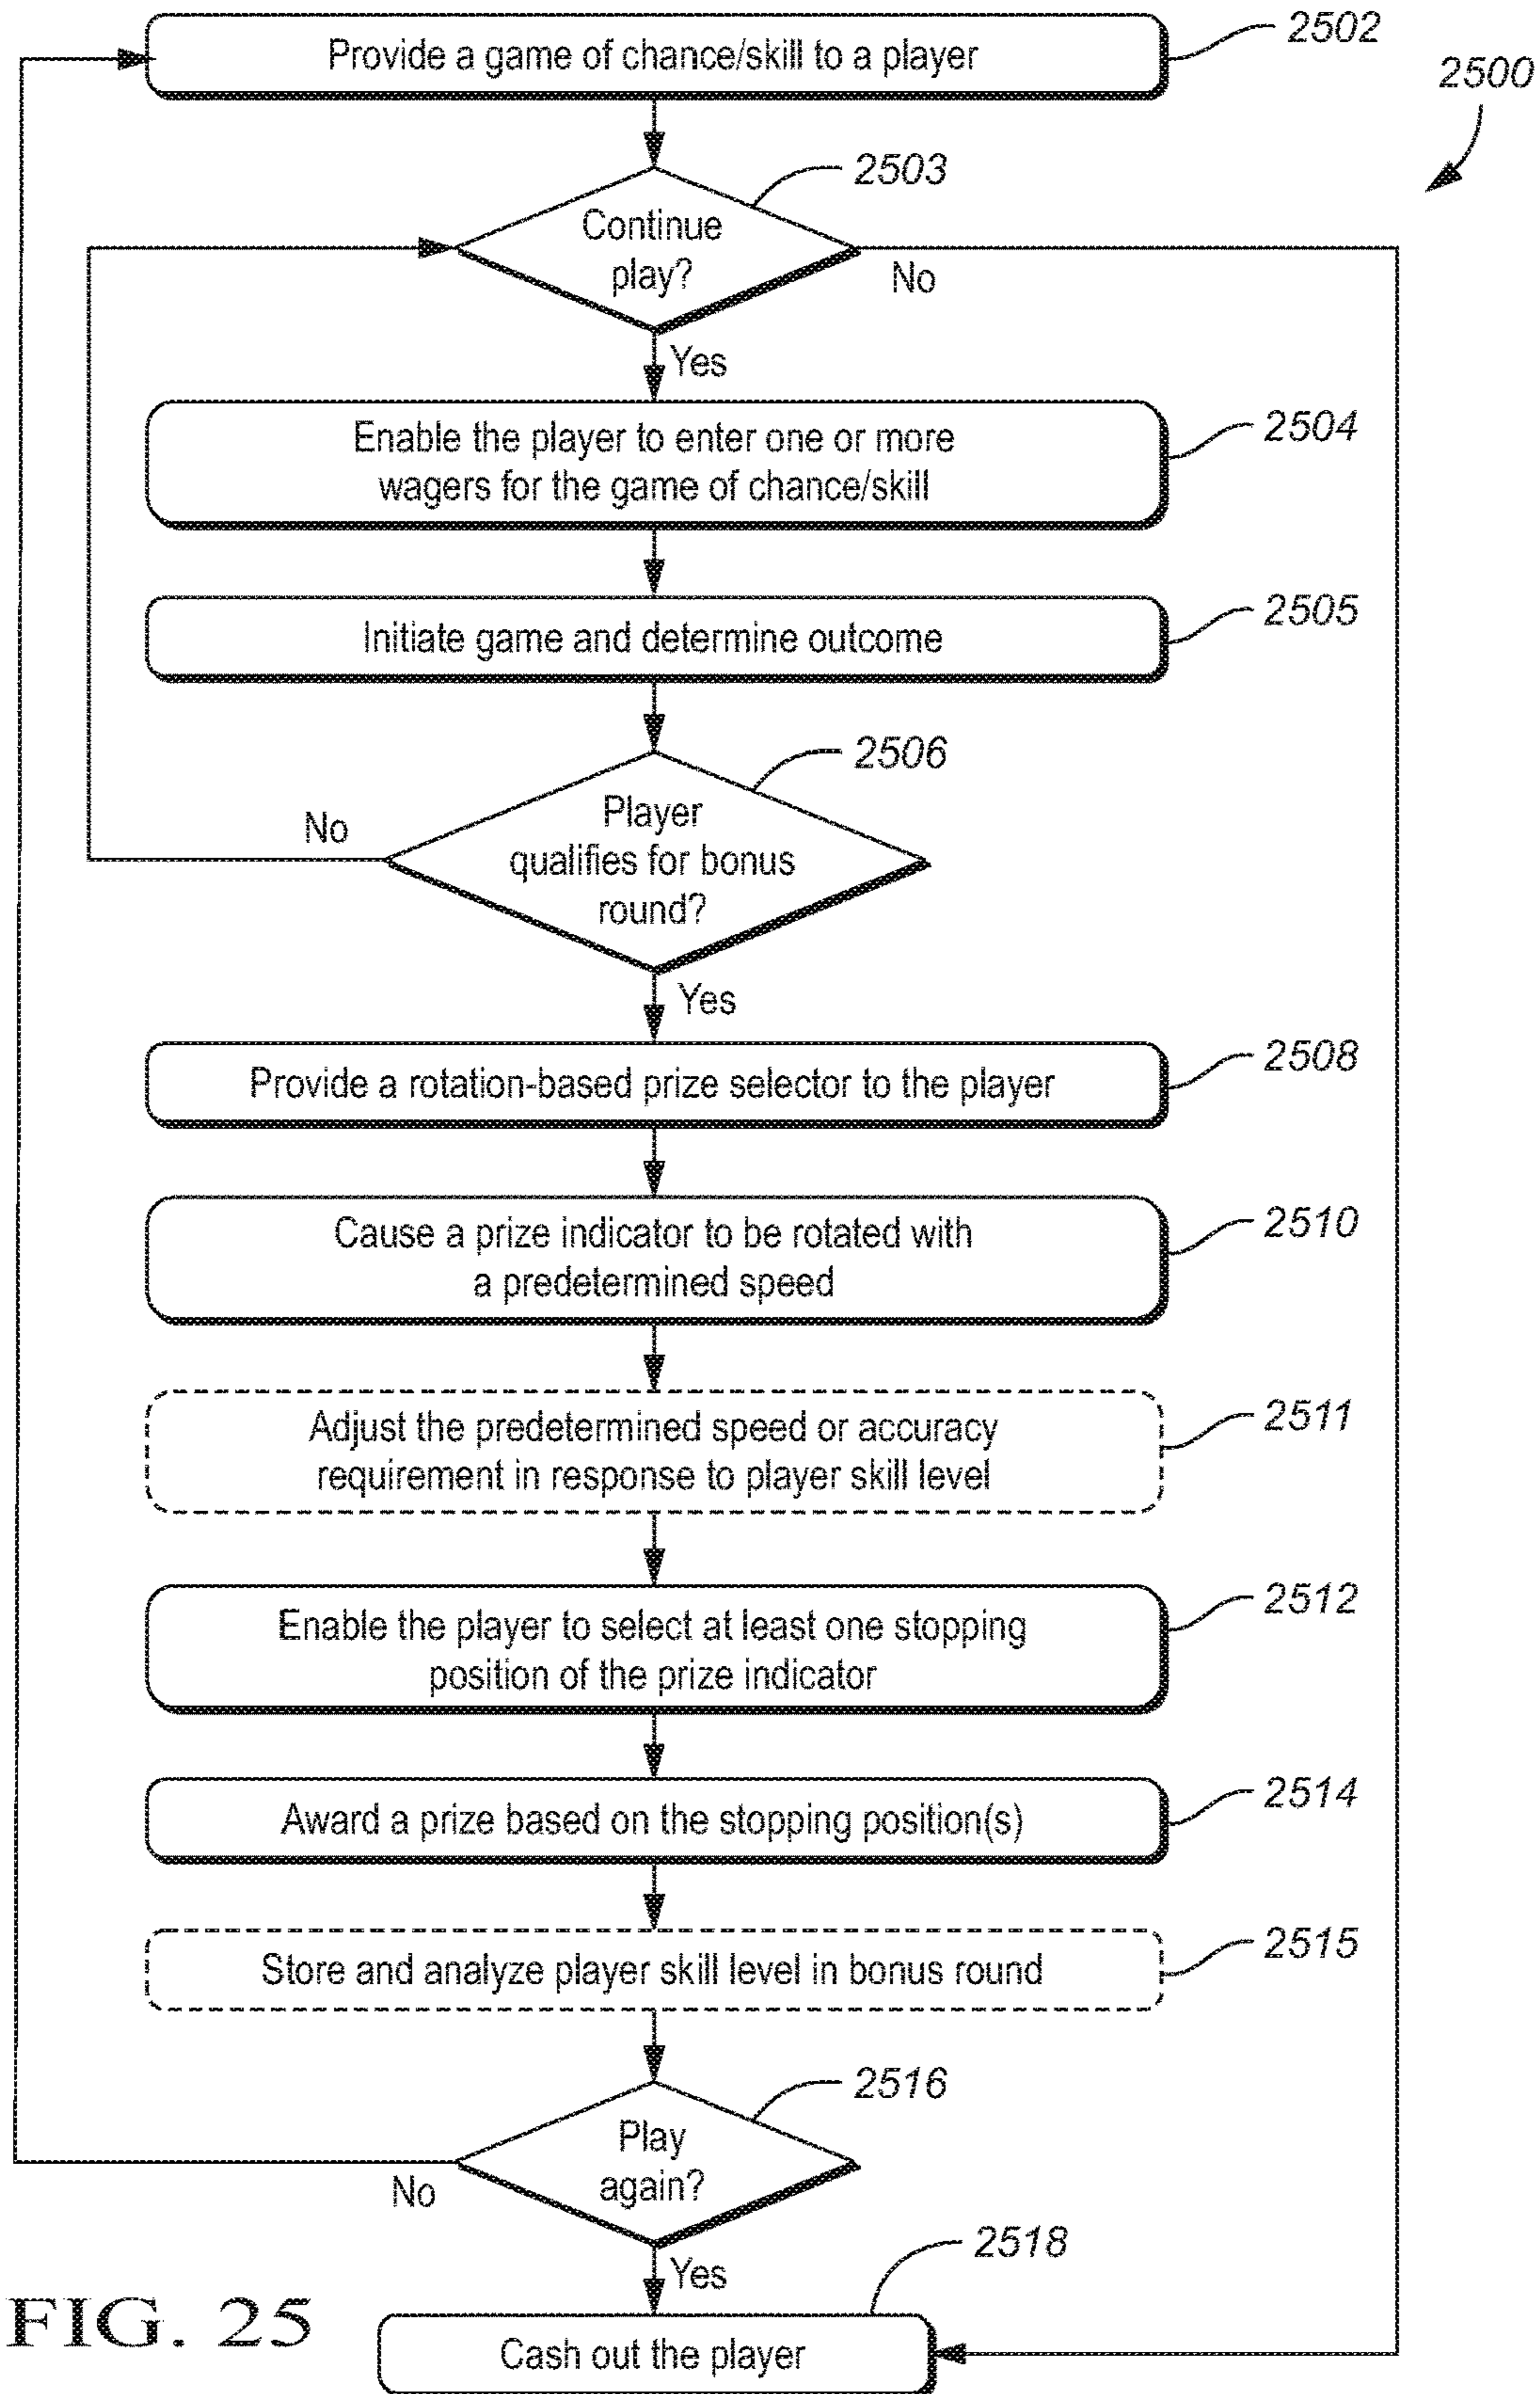 Provide a game of chance/skill to a player
2502
2500
2503
Continue
play?
No
Yes
Enable the player to enter one or more
wagers for the game of chance/skill
2504
Initiate game and determine outcome
2505
2506
Player
qualifies for bonus
round?
No
Yes
Provide a rotation-based prize selector to the player
2508
Cause a prize indicator to be rotated with
a predetermined speed
2510
Adjust the predetermined speed or accuracy
requirement in response to player skill level
2511
Enable the player to select at least one stopping
position of the prize indicator
2512
Award a prize based on the stopping position(s)
2514
Store and analyze player skill level in bonus round
2515
2516
Play
again?
No
Yes
2518
Cash out the player
FIG. 25